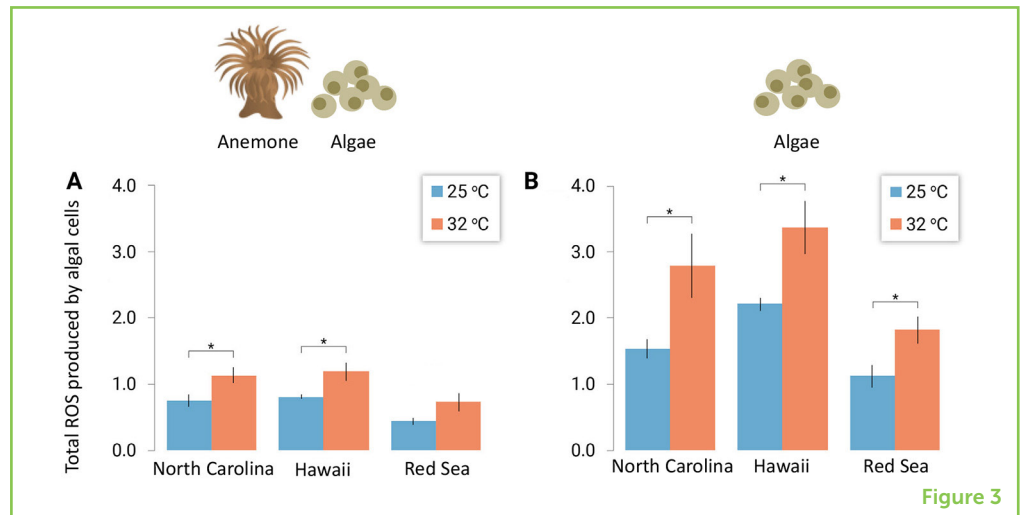 Anemone Algae
Algae
A
Total ROS produced by algal cells
4.0
3.0
2.0
1.0
0.0
25 °C
32 °C
*
*
North Carolina Hawaii Red Sea
B
4.0
3.0
2.0
1.0
0.0
25 °C
32 °C
*
*
*
North Carolina Hawaii Red Sea
Figure 3